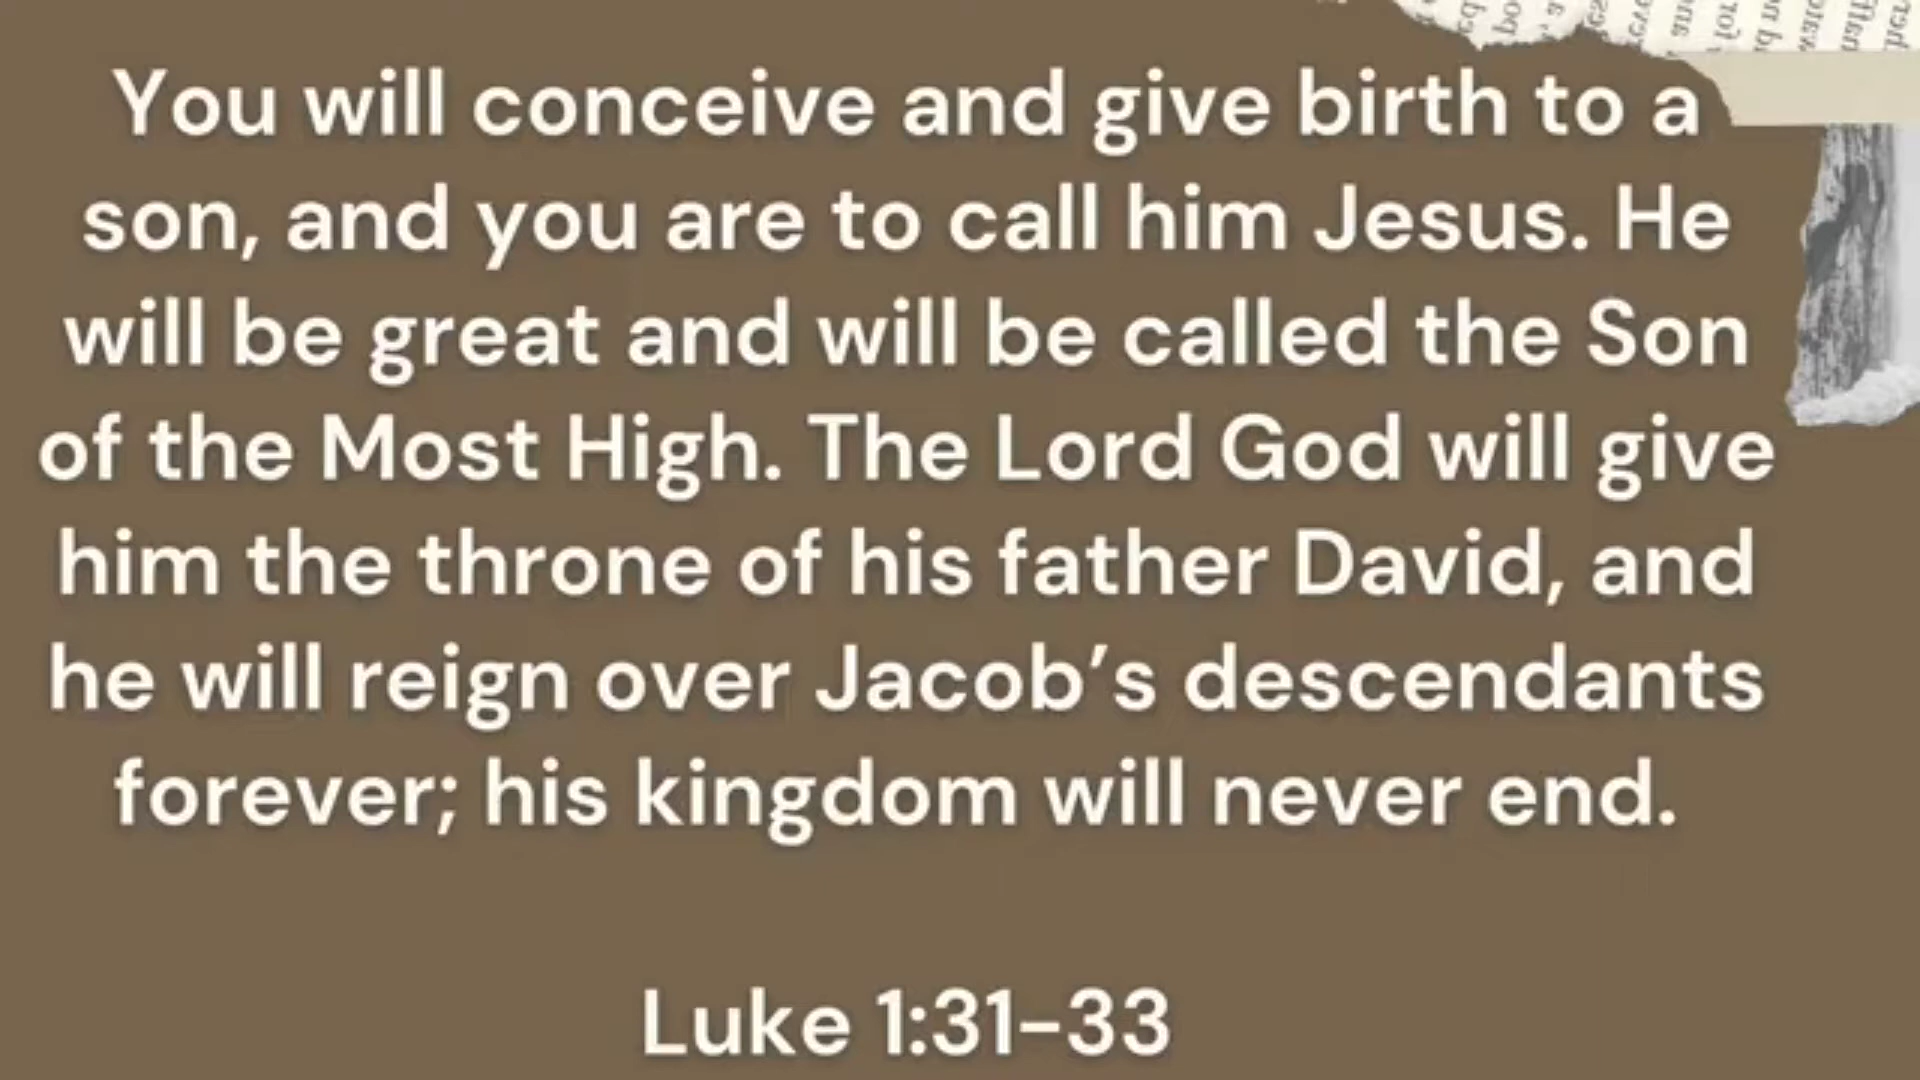 You will conceive and give birth to a
son, and you are to call him Jesus. He
will be great and will be called the Son
of the Most High. The Lord God will give
him the throne of his father David, and
he will reign over Jacob’s descendants
forever; his kingdom will never end.
Luke 1:31–33